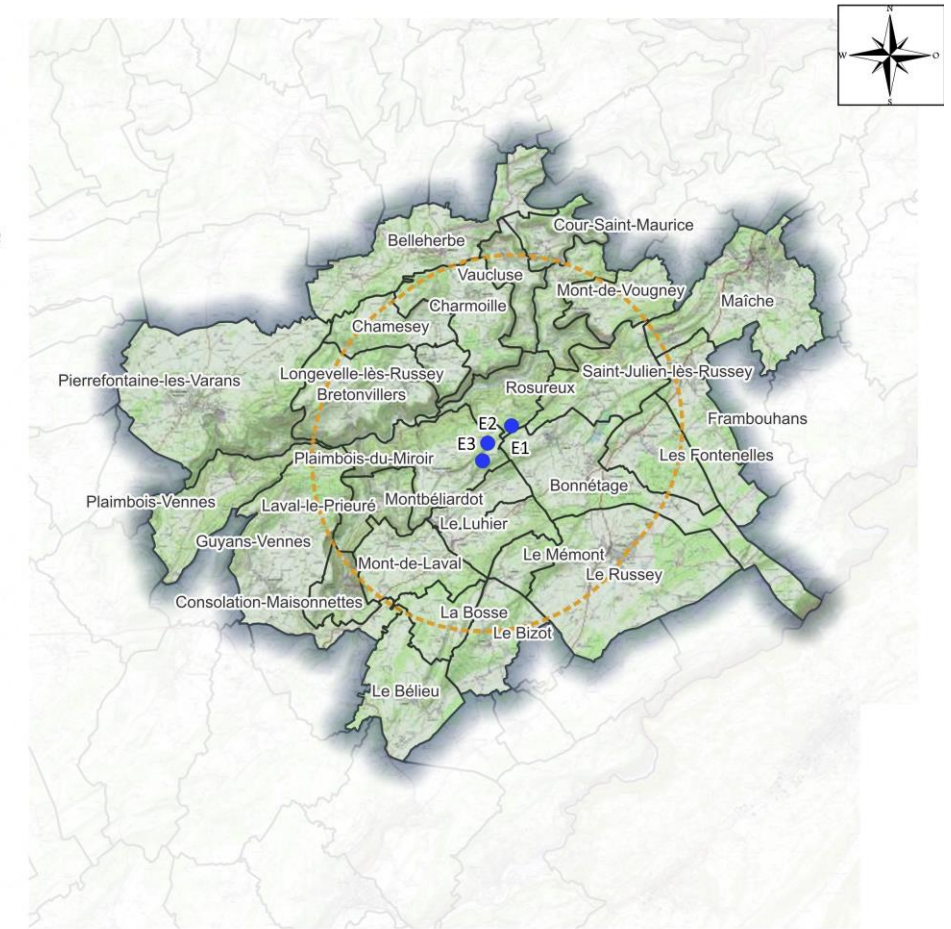 N
W
O
S
Cour-Saint-Maurice
Belleherbe
Vaucluse
Mont-de-Vougney
Maîche
Charmoille
Chamesey
Longevelle-lès-Russey
Saint-Julien-lès-Russey
Pierrefontaine-les-Varans
Rosureux
Bretonvillers
Frambouhans
E2
E3
E1
Plaimbois-du-Miroir
Les Fontenelles
Bonnétage
Plaimbois-Vennes
Montbéliardot
Laval-le-Prieuré
Le Luhier
Guyans-Vennes
Le Mémont
Mont-de-Laval
Le Russey
Consolation-Maisonnettes
La Bosse
Le Bizot
Le Bélieu